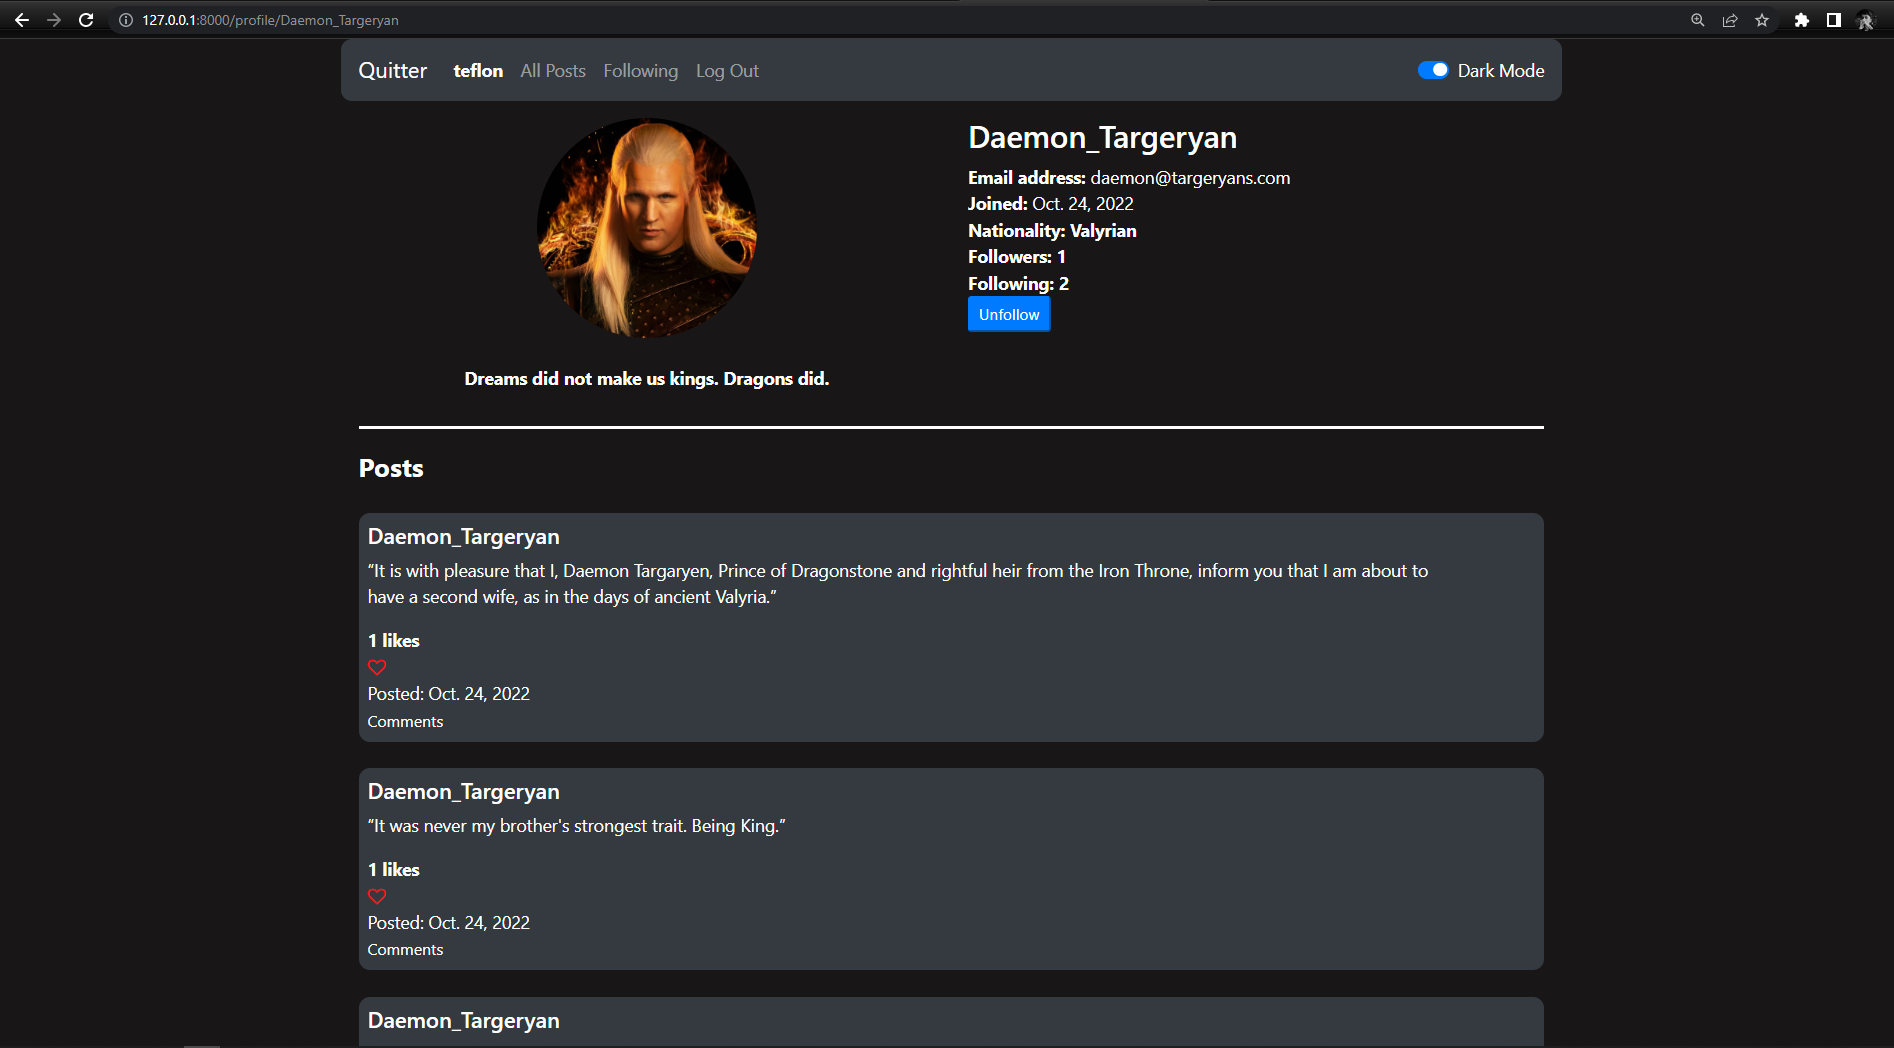 127.0.0.1:8000/profile/Daemon_Targeryan
Quitter teflon All Posts Following Log Out Dark Mode
Daemon_Targeryan
Email address: daemon@targeryans.com
Joined: Oct. 24, 2022
Nationality: Valyrian
Followers: 1
Following: 2
Unfollow
Dreams did not make us kings. Dragons did.
Posts
Daemon_Targeryan
“It is with pleasure that I, Daemon Targaryen, Prince of Dragonstone and rightful heir from the Iron Throne, inform you that I am about to
have a second wife, as in the days of ancient Valyria.”
1 likes
Posted: Oct. 24, 2022
Comments
Daemon_Targeryan
“It was never my brother's strongest trait. Being King.”
1 likes
Posted: Oct. 24, 2022
Comments
Daemon_Targeryan